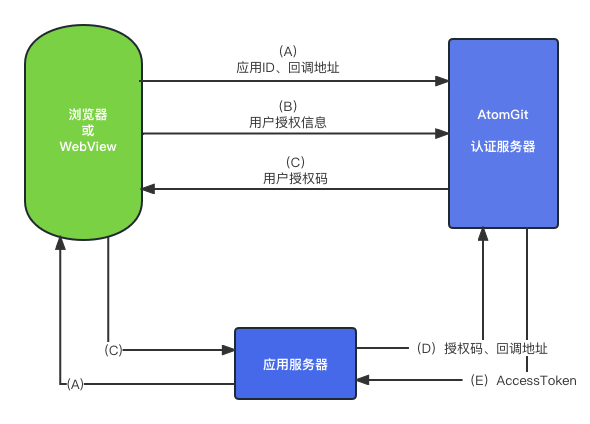 (A)
应用ID、回调地址
(B)
用户授权信息
(C)
用户授权码
浏览器
或
WebView
AtomGit
认证服务器
(C)
(A)
应用服务器
(D) 授权码、回调地址
(E) AccessToken